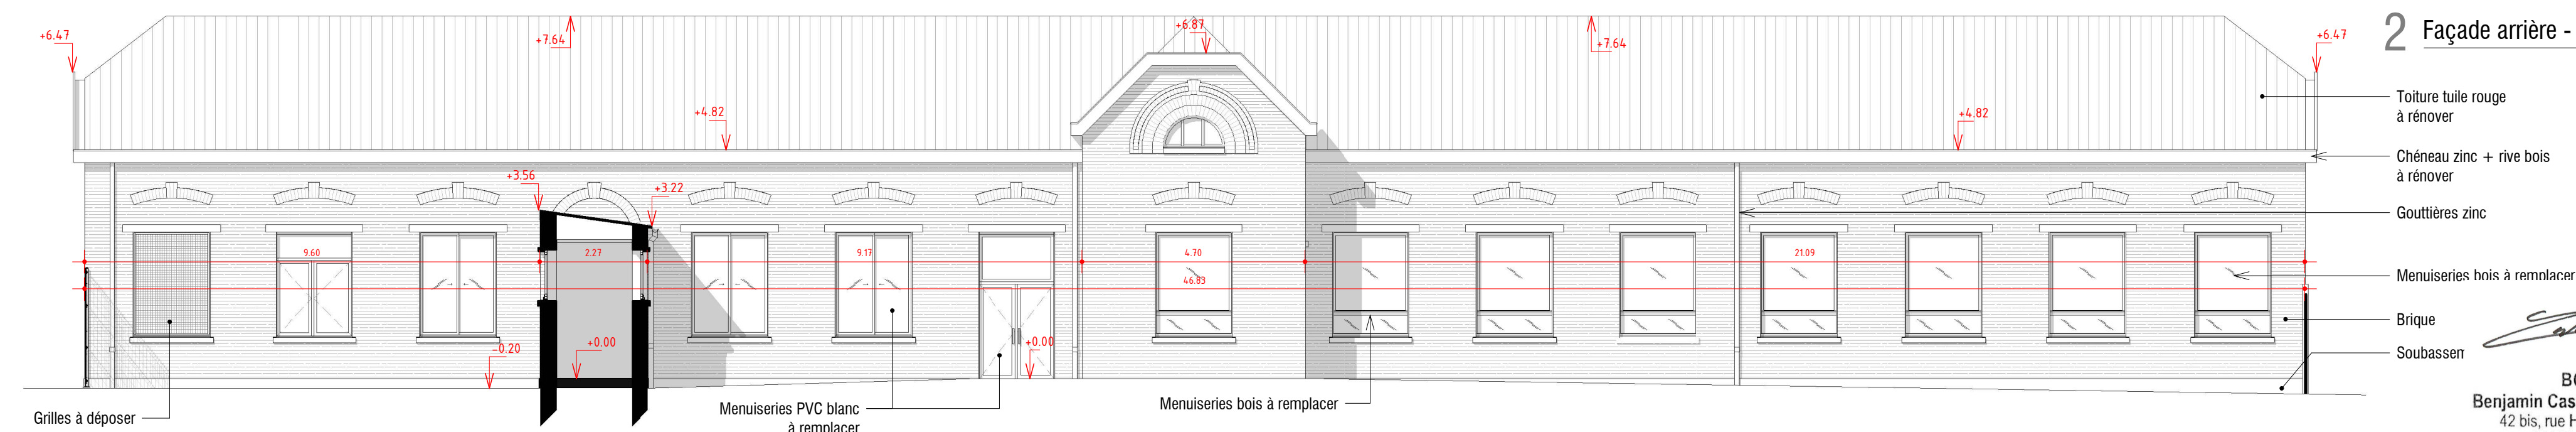 2 Façade arrière -
+6.47
+7.64
+6.87
+7.64
+6.47
Toiture tuile rouge
à rénover
+4.82
+4.82
Chéneau zinc + rive bois
à rénover
+3.56
+3.22
Gouttières zinc
9.60
2.27
9.17
4.70
21.09
46.83
Menuiseries bois à remplacer
Brique
-0.20
+0.00
+0.00
Soubassem
Grilles à déposer
Menuiseries PVC blanc
à remplacer
Menuiseries bois à remplacer
Benjamin Cas
42 bis, rue H